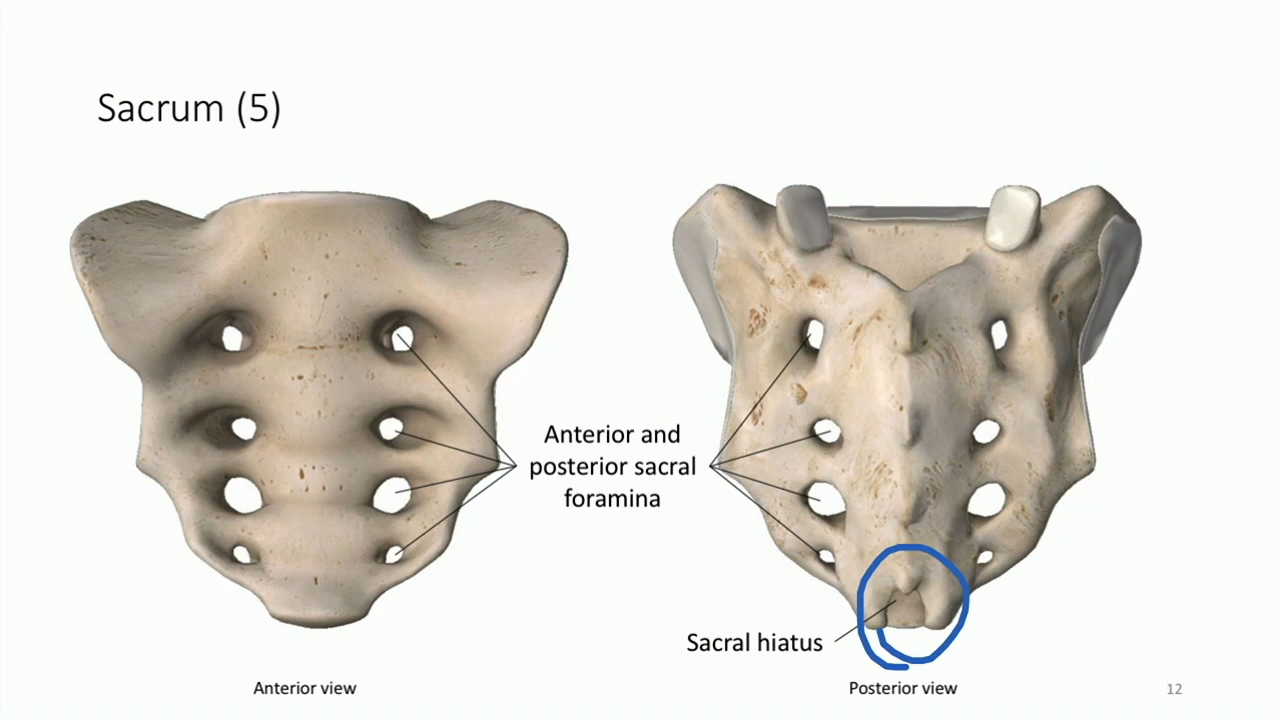 Sacrum (5)
Anterior and
posterior sacral
foramina
Sacral hiatus
Anterior view
Posterior view
12